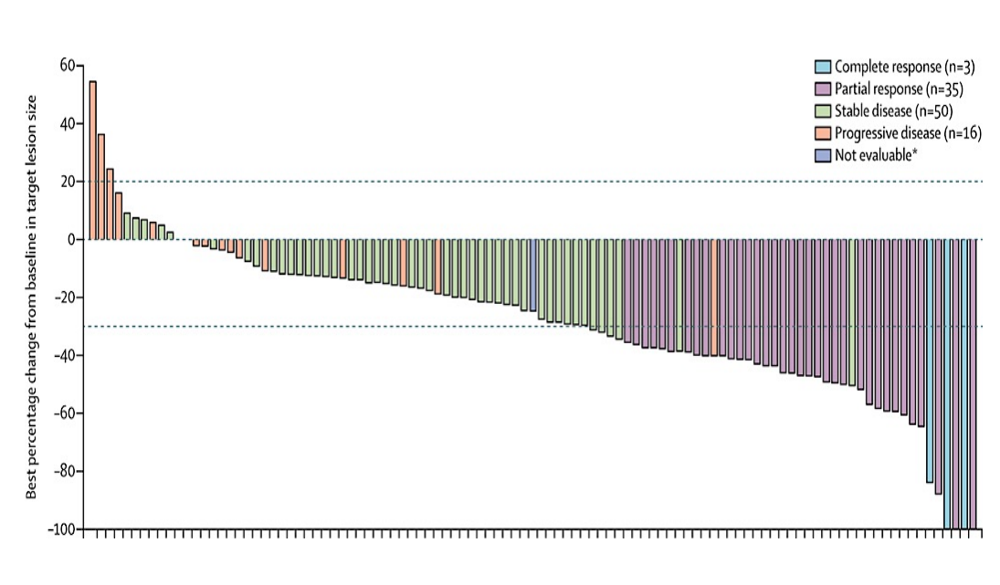 Best percentage change from baseline in target lesion size
60
40
20
0
−20
−40
−60
−80
−100
Complete response (n=3)
Partial response (n=35)
Stable disease (n=50)
Progressive disease (n=16)
Not evaluable*